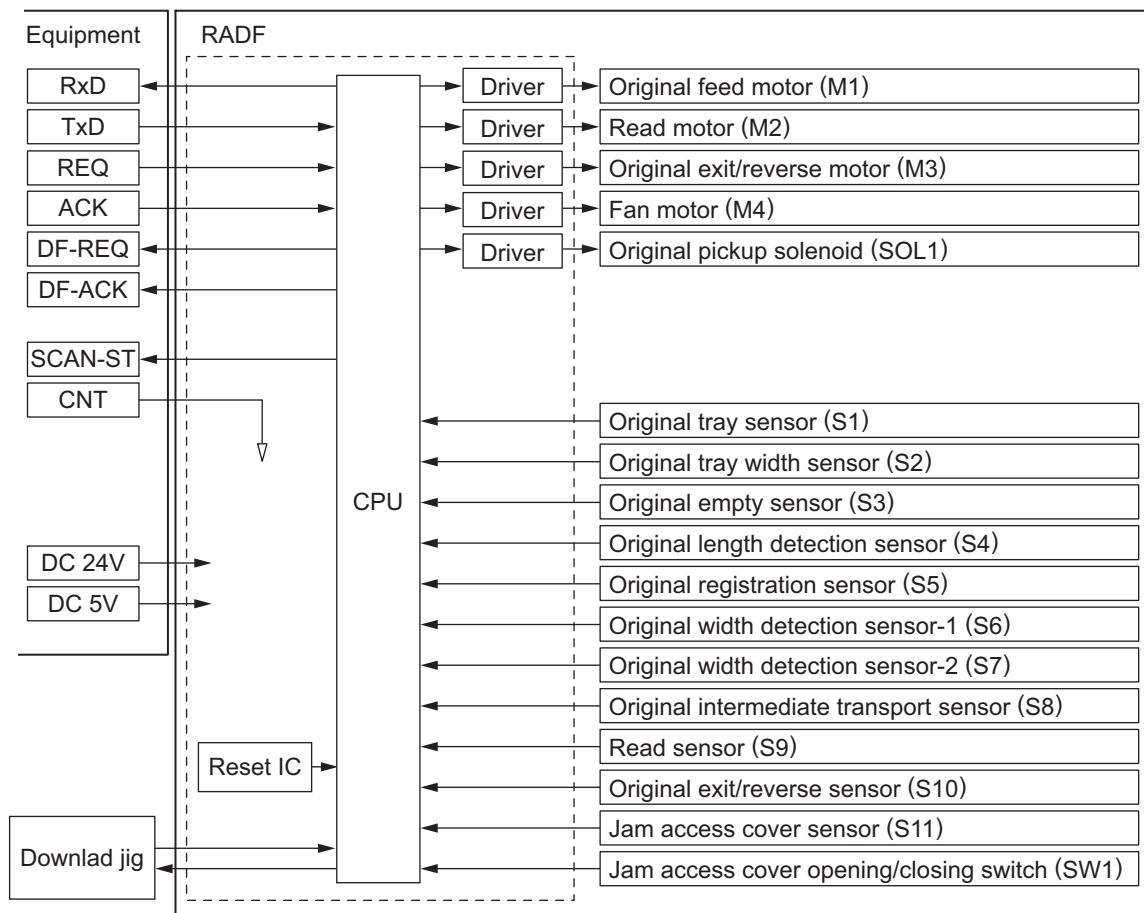 Equipment
RADF
RxD
Driver
Original feed motor (M1)
TxD
Driver
Read motor (M2)
REQ
Driver
Original exit/reverse motor (M3)
ACK
Driver
Fan motor (M4)
DF-REQ
Driver
Original pickup solenoid (SOL1)
DF-ACK
SCAN-ST
CNT
Original tray sensor (S1)
Original tray width sensor (S2)
CPU
Original empty sensor (S3)
Original length detection sensor (S4)
DC 24V
Original registration sensor (S5)
DC 5V
Original width detection sensor-1 (S6)
Original width detection sensor-2 (S7)
Original intermediate transport sensor (S8)
Read sensor (S9)
Reset IC
Original exit/reverse sensor (S10)
Jam access cover sensor (S11)
Downlad jig
Jam access cover opening/closing switch (SW1)